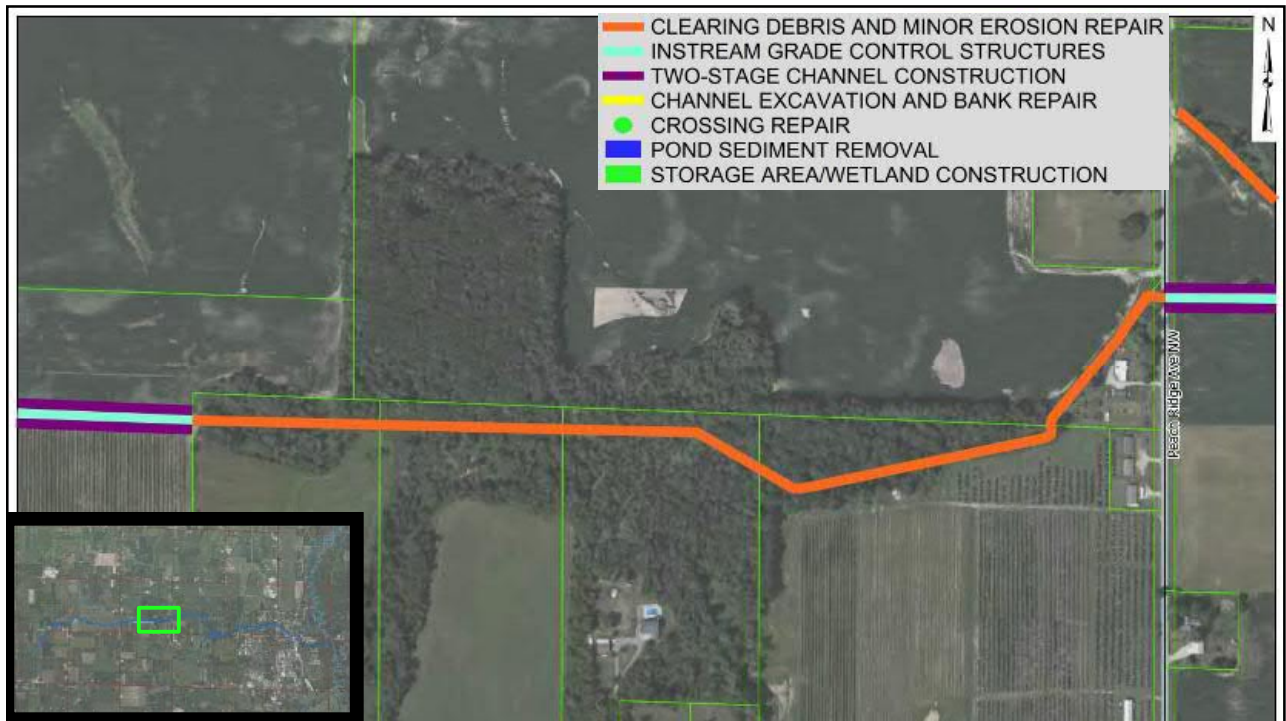 CLEARING DEBRIS AND MINOR EROSION REPAIR
INSTREAM GRADE CONTROL STRUCTURES
TWO-STAGE CHANNEL CONSTRUCTION
CHANNEL EXCAVATION AND BANK REPAIR
CROSSING REPAIR
POND SEDIMENT REMOVAL
STORAGE AREA/WETLAND CONSTRUCTION
N
Peach Ridge Ave NW